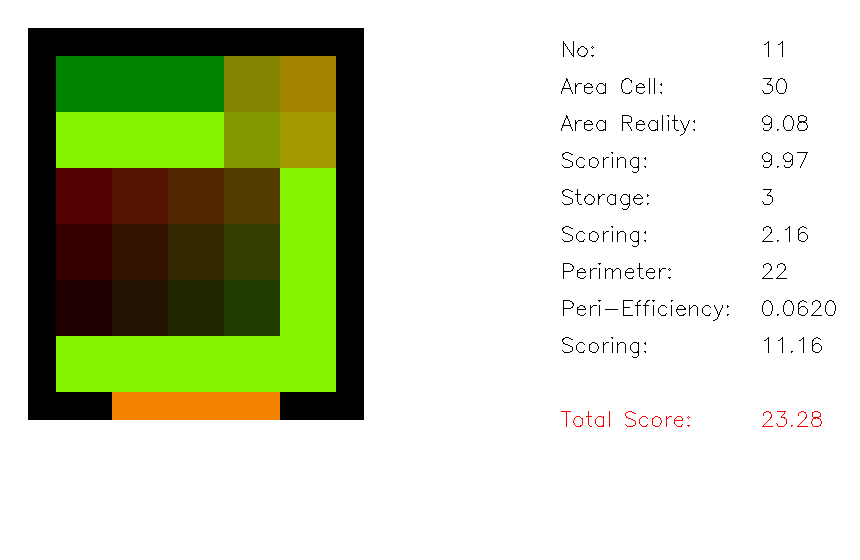 No: 11
Area Cell: 30
Area Reality: 9.08
Scoring: 9.97
Storage: 3
Scoring: 2.16
Perimeter: 22
Peri-Efficiency: 0.0620
Scoring: 11.16
Total Score: 23.28